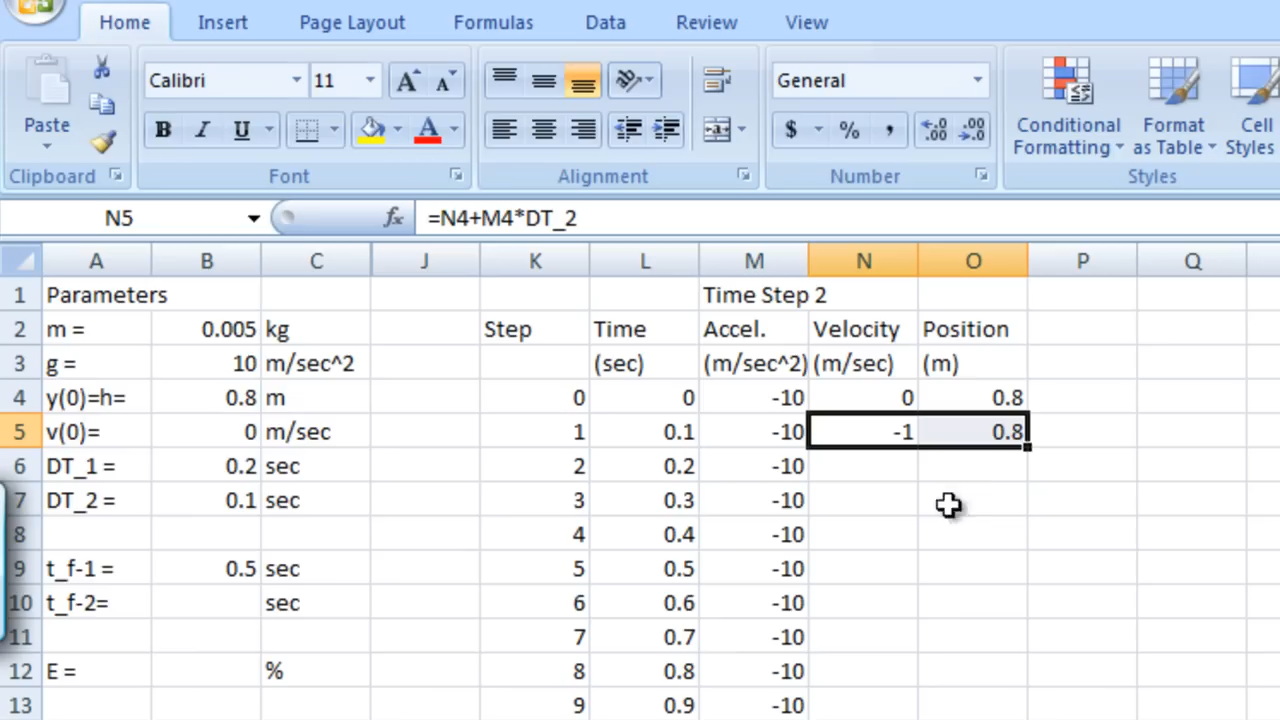 Home Insert Page Layout Formulas Data Review View
Calibri 11 A A General
Paste B I U A $ % , .00 .0 Conditional Formatting Format as Table Cell Styles
Clipboard Font Alignment Number Styles
N5 fx =N4+M4*DT_2
A B C J K L M N O P Q
1 Parameters Time Step 2
2 m = 0.005 kg Step Time Accel. Velocity Position
3 g = 10 m/sec^2 (sec) (m/sec^2) (m/sec) (m)
4 y(0)=h= 0.8 m 0 0 -10 0 0.8
5 v(0)= 0 m/sec 1 0.1 -10 -1 0.8
6 DT_1 = 0.2 sec 2 0.2 -10
7 DT_2 = 0.1 sec 3 0.3 -10
8 4 0.4 -10
9 t_f-1 = 0.5 sec 5 0.5 -10
10 t_f-2= sec 6 0.6 -10
11 7 0.7 -10
12 E = % 8 0.8 -10
13 9 0.9 -10